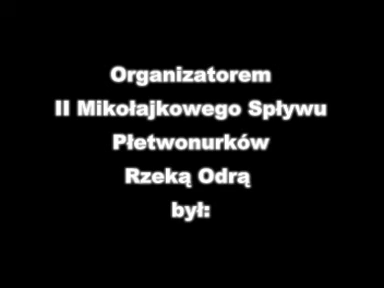 Organizatorem
II Mikołajkowego Spływu
Płetwonurków
Rzeką Odrą
był: